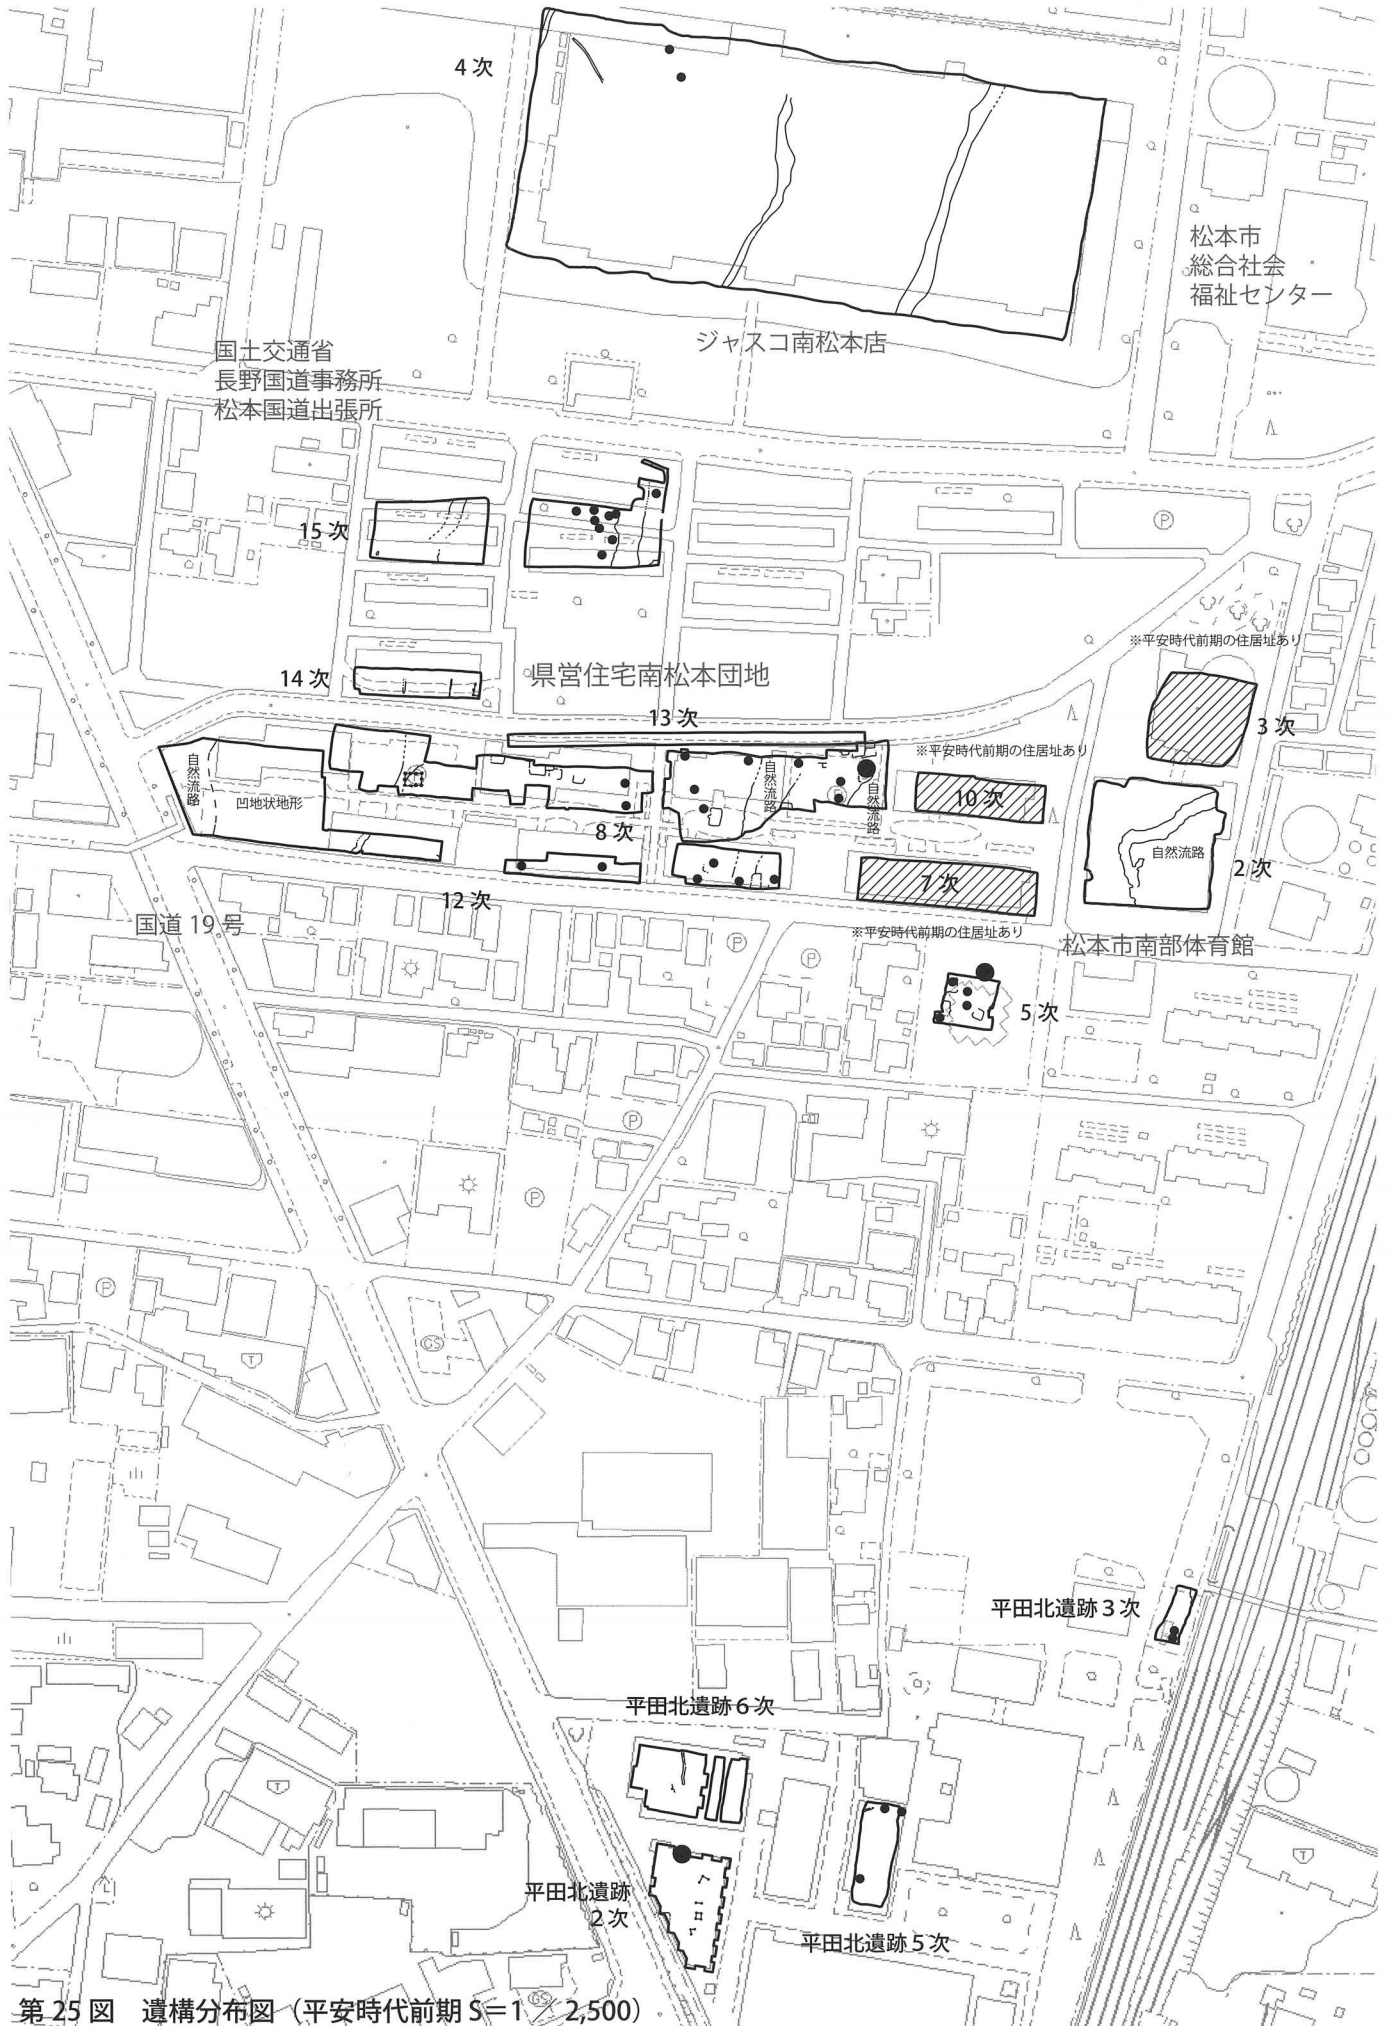 4次
松本市
総合社会
福祉センター
ジャスコ南松本店
国土交通省
長野国道事務所
松本国道出張所
15次
P
※平安時代前期の住居址あり
14次
県営住宅南松本団地
13次
3次
※平安時代前期の住居址あり
自然流路
凹地状地形
自然流路
自然流路
10次
8次
自然流路
2次
7次
12次
国道19号
※平安時代前期の住居址あり
松本市南部体育館
P
P
5次
P
P
P
GS
T
平田北遺跡3次
平田北遺跡6次
T
T
平田北遺跡
2次
平田北遺跡5次
GS
第25図 遺構分布図（平安時代前期 S＝1／2,500）